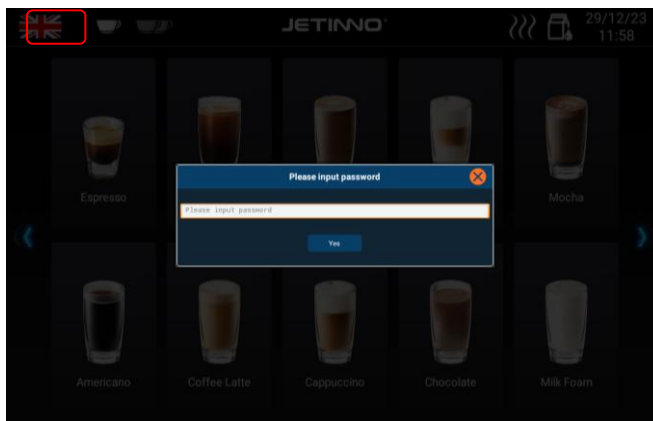 JETINNO
29/12/23
11:58
Please input password
Please input password
Yes
Espresso
Mocha
Americano
Coffee Latte
Cappuccino
Chocolate
Milk Foam